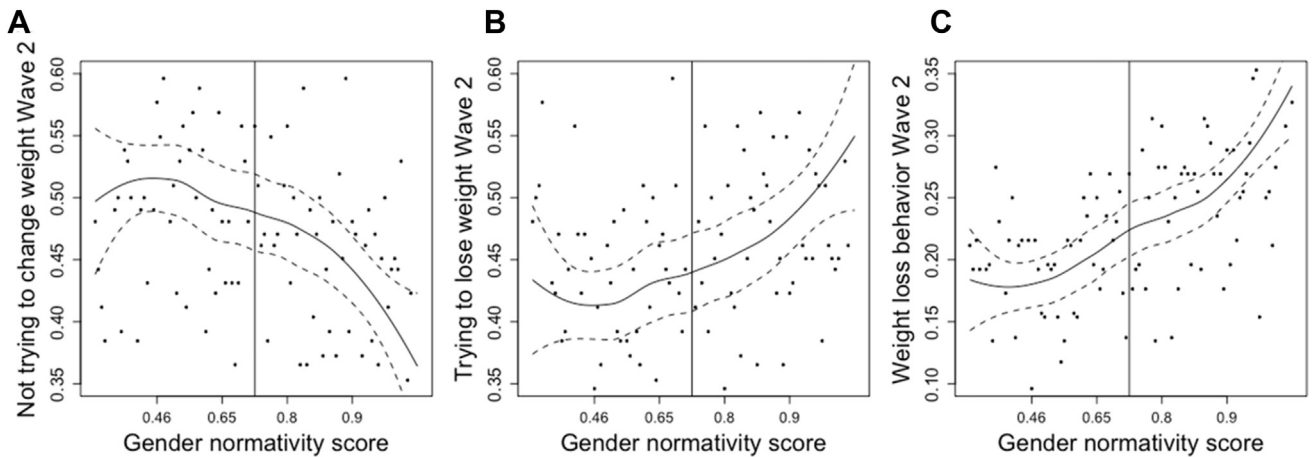 A
Not trying to change weight Wave 2
0.60
0.55
0.50
0.45
0.40
0.35
0.46 0.65 0.8 0.9
Gender normativity score
B
Trying to lose weight Wave 2
0.60
0.55
0.50
0.45
0.40
0.35
0.46 0.65 0.8 0.9
Gender normativity score
C
Weight loss behavior Wave 2
0.35
0.30
0.25
0.20
0.15
0.10
0.46 0.65 0.8 0.9
Gender normativity score